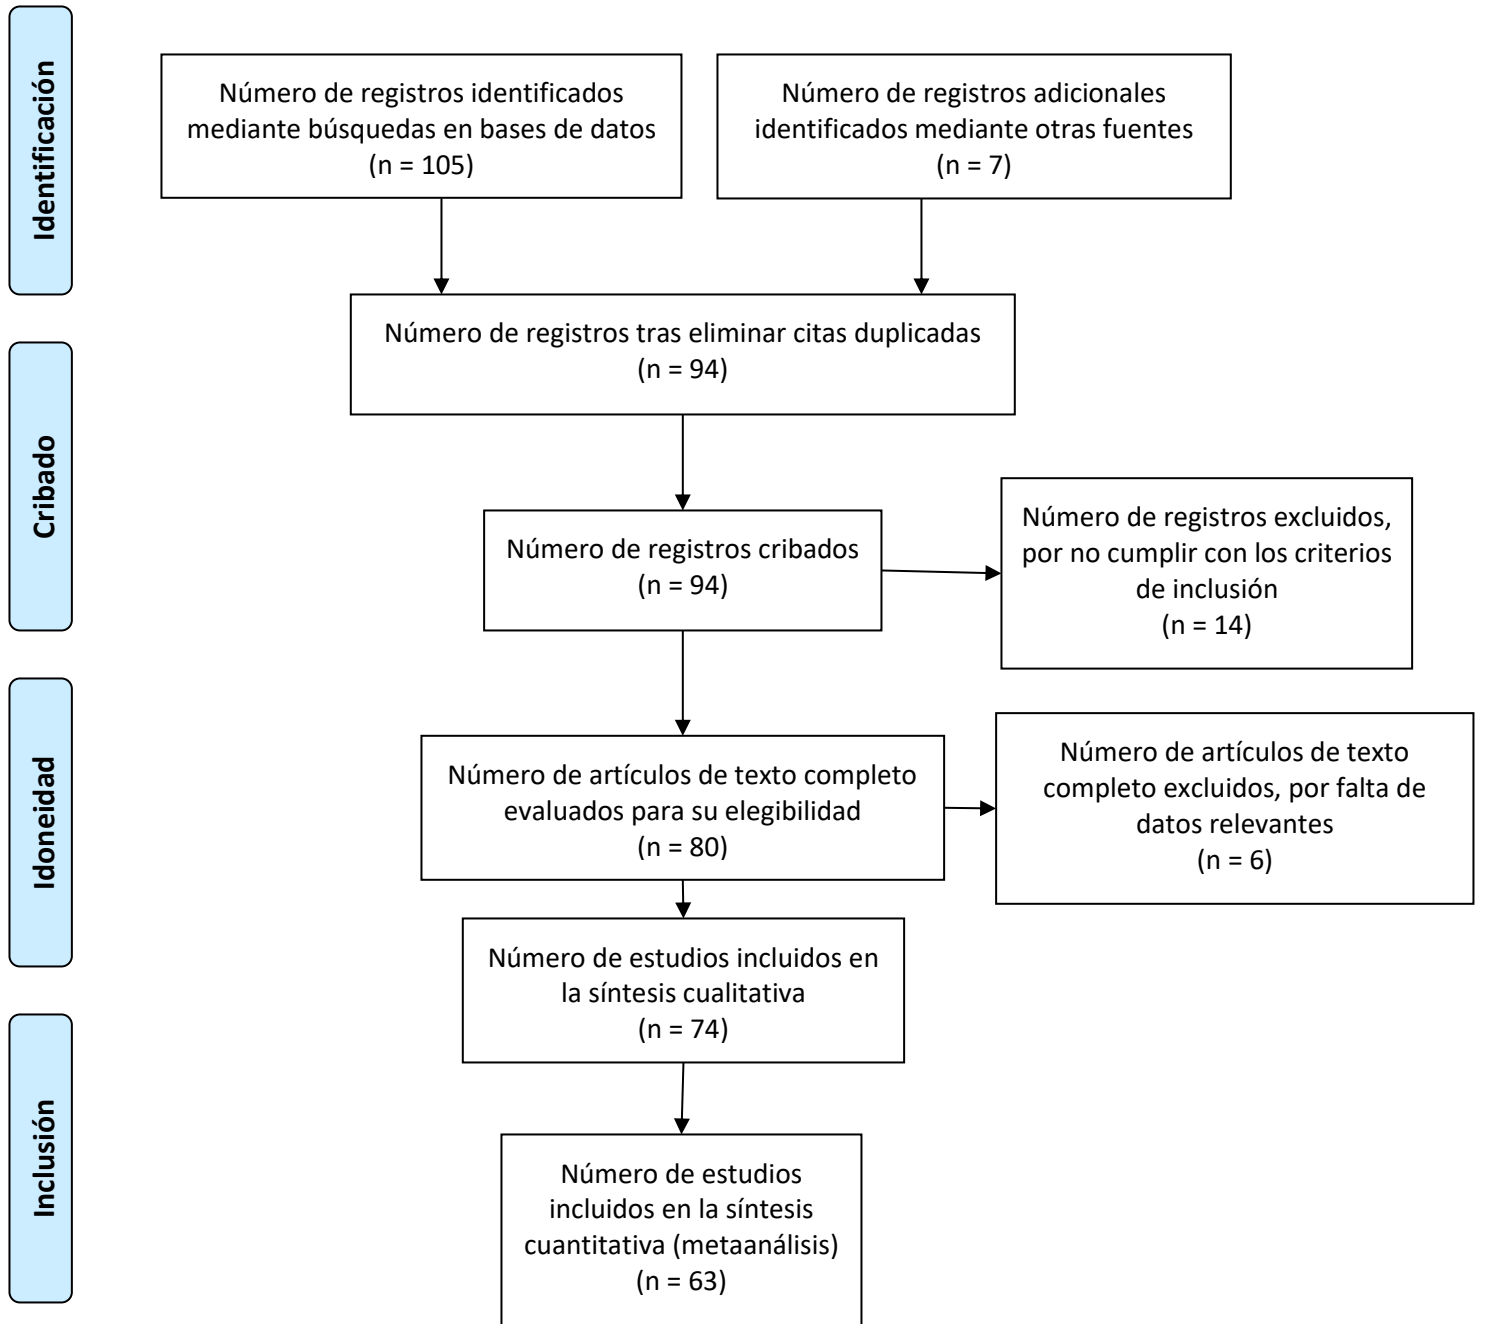 Identificación
Número de registros identificados
mediante búsquedas en bases de datos
(n = 105)
Número de registros adicionales
identificados mediante otras fuentes
(n = 7)
Número de registros tras eliminar citas duplicadas
(n = 94)
Cribado
Número de registros cribados
(n = 94)
Número de registros excluidos,
por no cumplir con los criterios
de inclusión
(n = 14)
Idoneidad
Número de artículos de texto completo
evaluados para su elegibilidad
(n = 80)
Número de artículos de texto
completo excluidos, por falta de
datos relevantes
(n = 6)
Número de estudios incluidos en
la síntesis cualitativa
(n = 74)
Inclusión
Número de estudios
incluidos en la síntesis
cuantitativa (metaanálisis)
(n = 63)